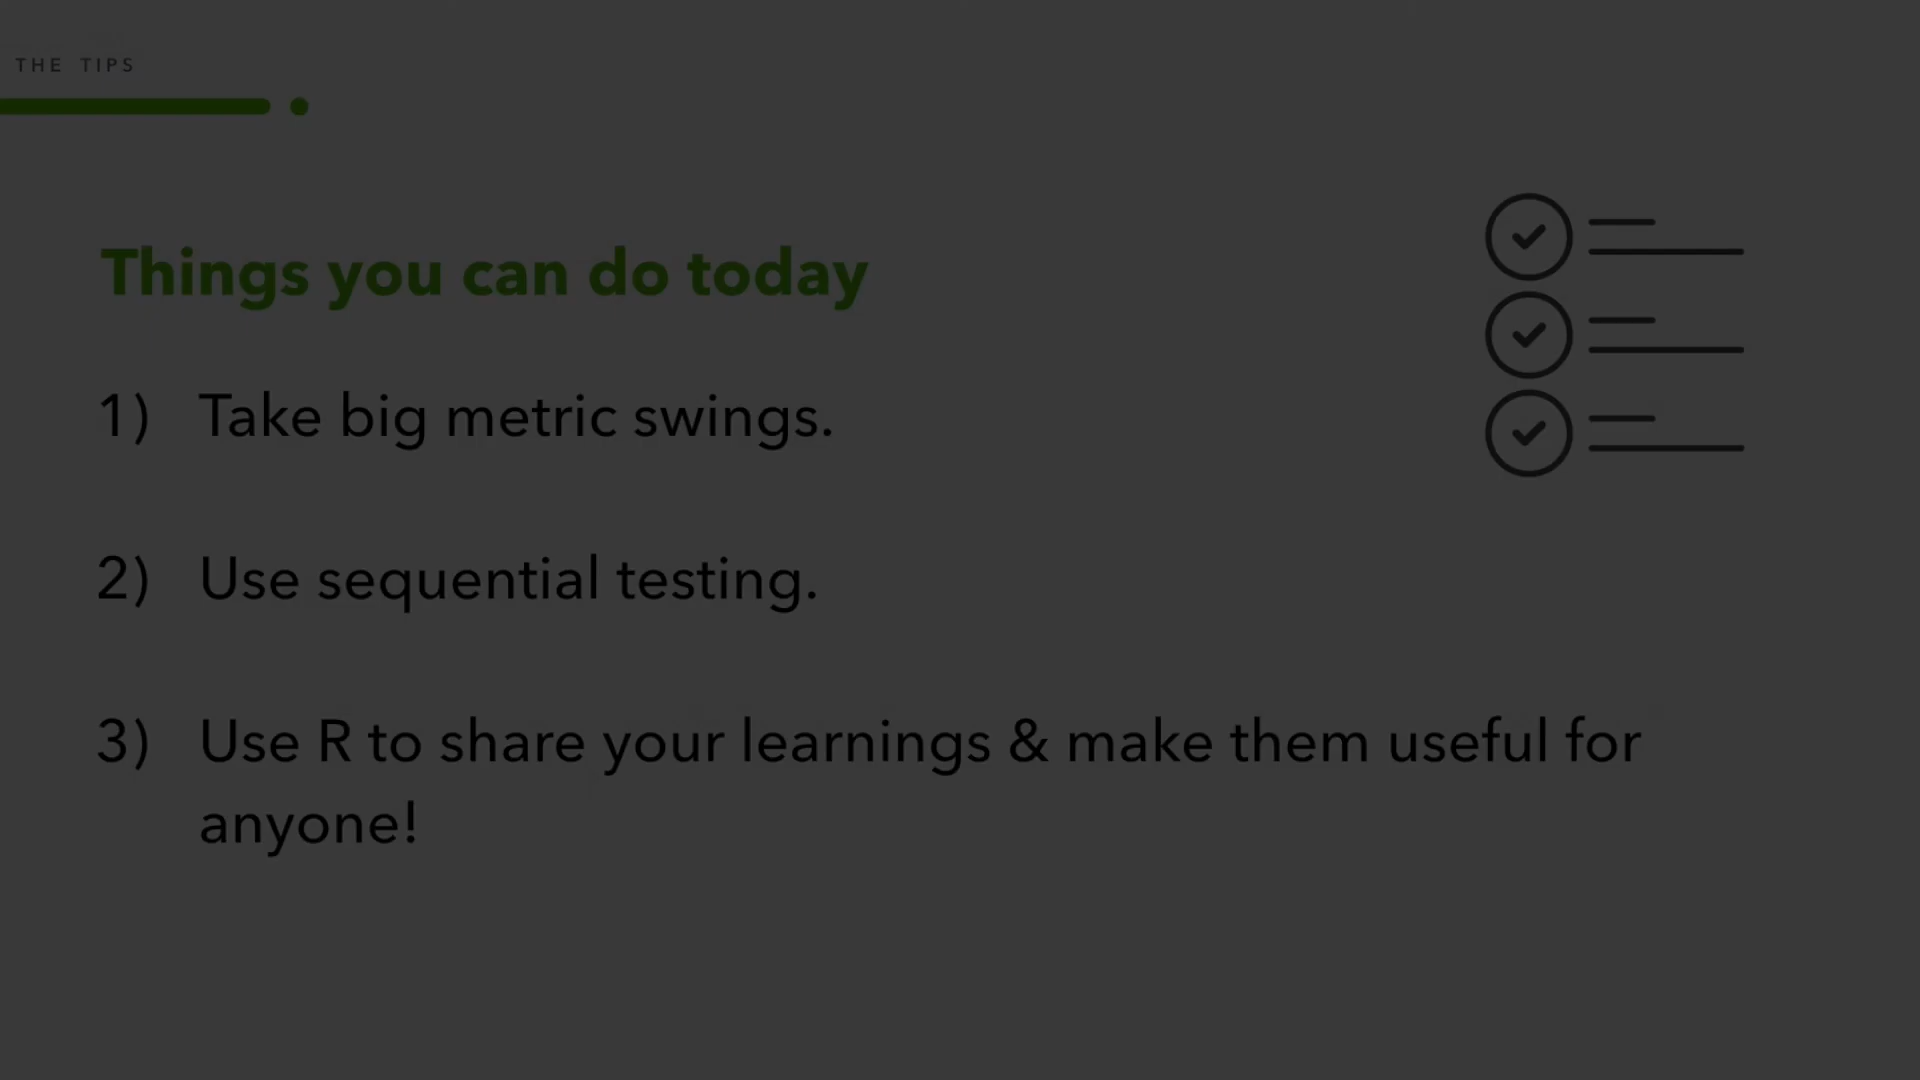 THE TIPS
Things you can do today
1) Take big metric swings.
2) Use sequential testing.
3) Use R to share your learnings & make them useful for
anyone!